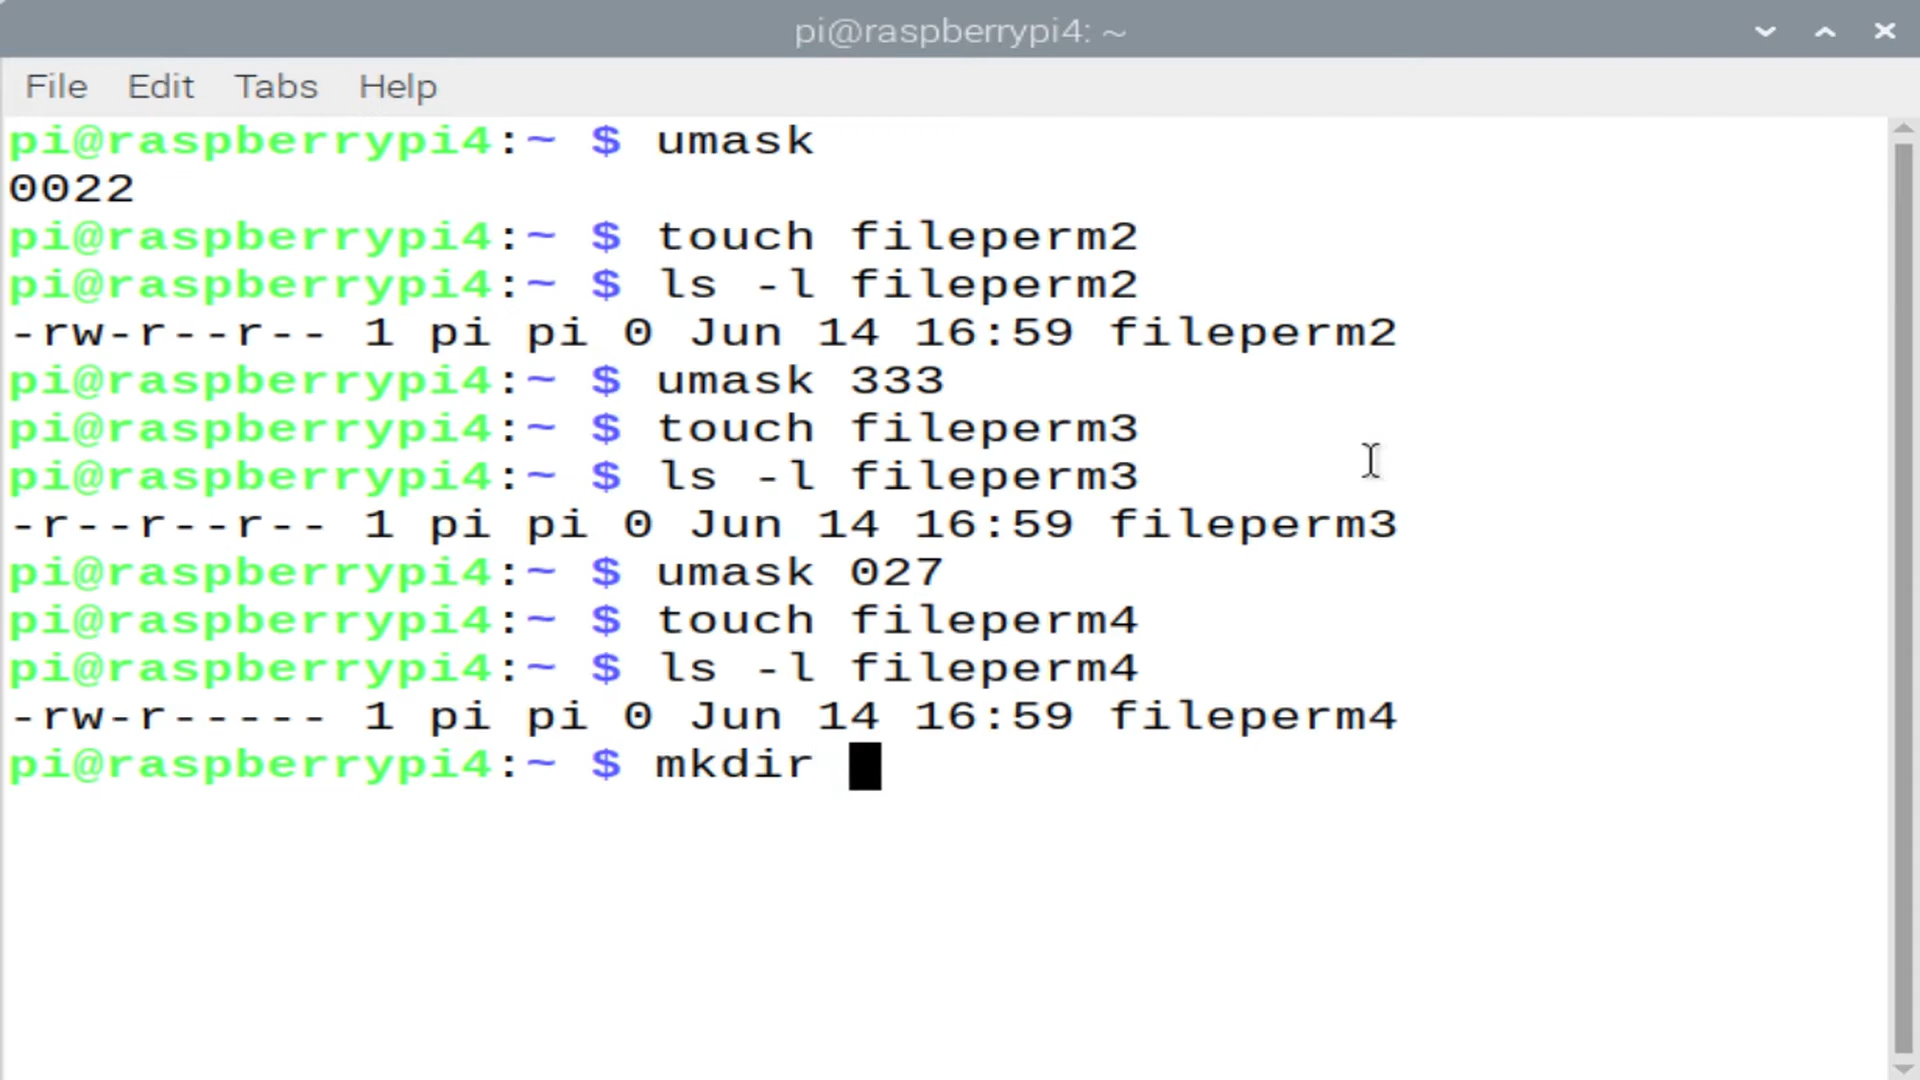 pi@raspberrypi4: ~
File Edit Tabs Help
pi@raspberrypi4:~ $ umask
0022
pi@raspberrypi4:~ $ touch fileperm2
pi@raspberrypi4:~ $ ls -l fileperm2
-rw-r--r-- 1 pi pi 0 Jun 14 16:59 fileperm2
pi@raspberrypi4:~ $ umask 333
pi@raspberrypi4:~ $ touch fileperm3
pi@raspberrypi4:~ $ ls -l fileperm3
-r--r--r-- 1 pi pi 0 Jun 14 16:59 fileperm3
pi@raspberrypi4:~ $ umask 027
pi@raspberrypi4:~ $ touch fileperm4
pi@raspberrypi4:~ $ ls -l fileperm4
-rw-r----- 1 pi pi 0 Jun 14 16:59 fileperm4
pi@raspberrypi4:~ $ mkdir